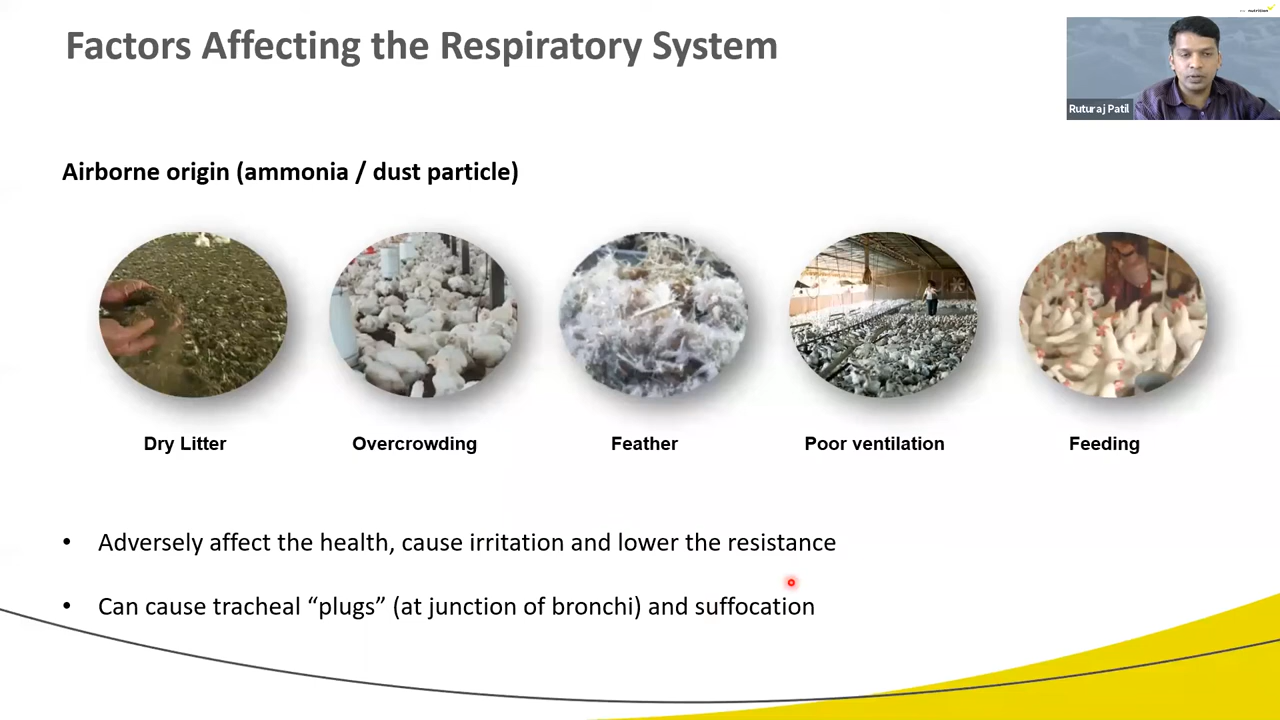 nutrition
Factors Affecting the Respiratory System
Ruturaj Patil
Airborne origin (ammonia / dust particle)
Dry Litter
Overcrowding
Feather
Poor ventilation
Feeding
• Adversely affect the health, cause irritation and lower the resistance
• Can cause tracheal “plugs” (at junction of bronchi) and suffocation